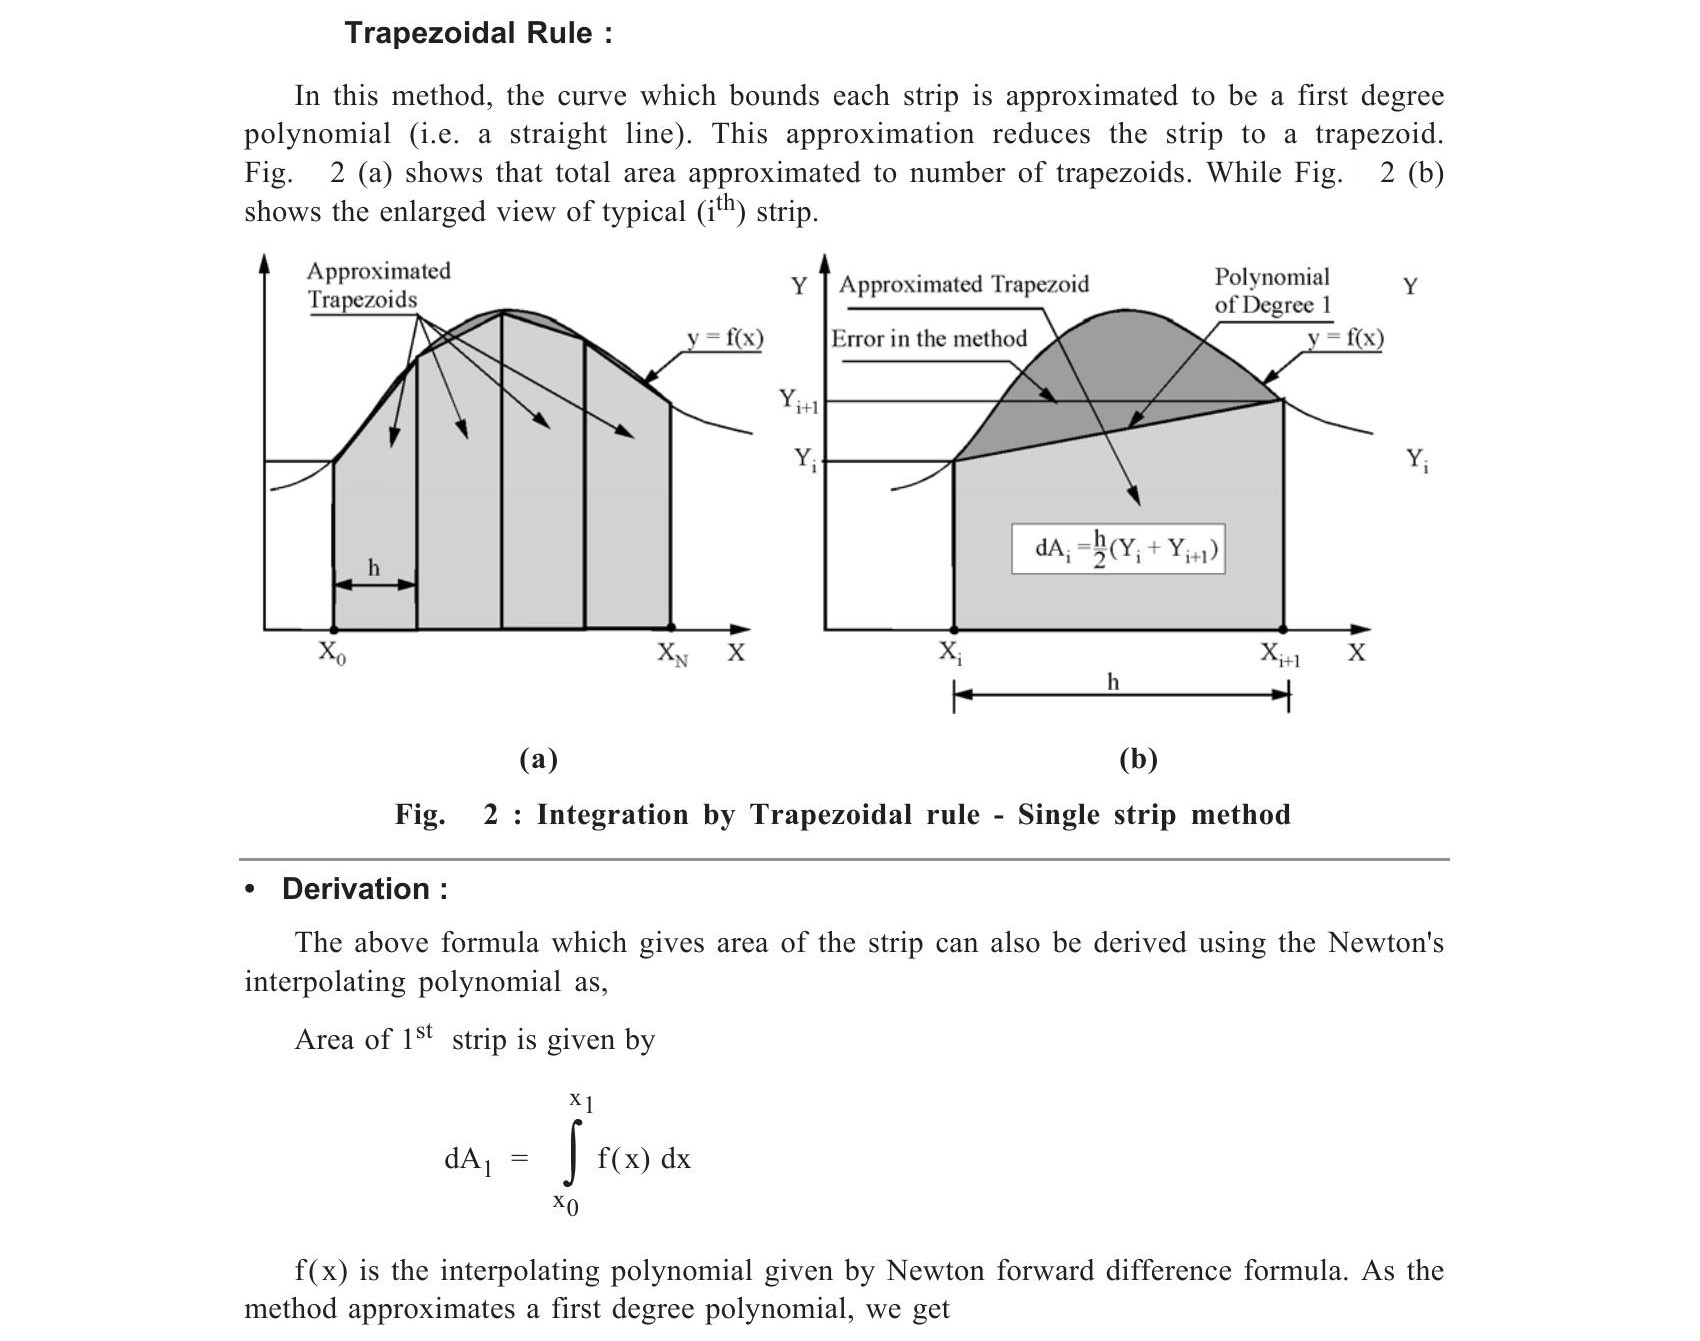 Trapezoidal Rule :
In this method, the curve which bounds each strip is approximated to be a first degree
polynomial (i.e. a straight line). This approximation reduces the strip to a trapezoid.
Fig. 2 (a) shows that total area approximated to number of trapezoids. While Fig. 2 (b)
shows the enlarged view of typical (i^th) strip.
Approximated
Trapezoids
y = f(x)
h
X_0
X_N
X
(a)
Y
Approximated Trapezoid
Polynomial
of Degree 1
Y
Error in the method
y = f(x)
Y_i+1
Y_i
Y_i
dA_i = h/2 (Y_i + Y_i+1)
X_i
X_i+1
X
h
(b)
Fig. 2 : Integration by Trapezoidal rule - Single strip method
• Derivation :
The above formula which gives area of the strip can also be derived using the Newton's
interpolating polynomial as,
Area of 1^st strip is given by
x_1
dA_1 = ∫ f(x) dx
x_0
f(x) is the interpolating polynomial given by Newton forward difference formula. As the
method approximates a first degree polynomial, we get